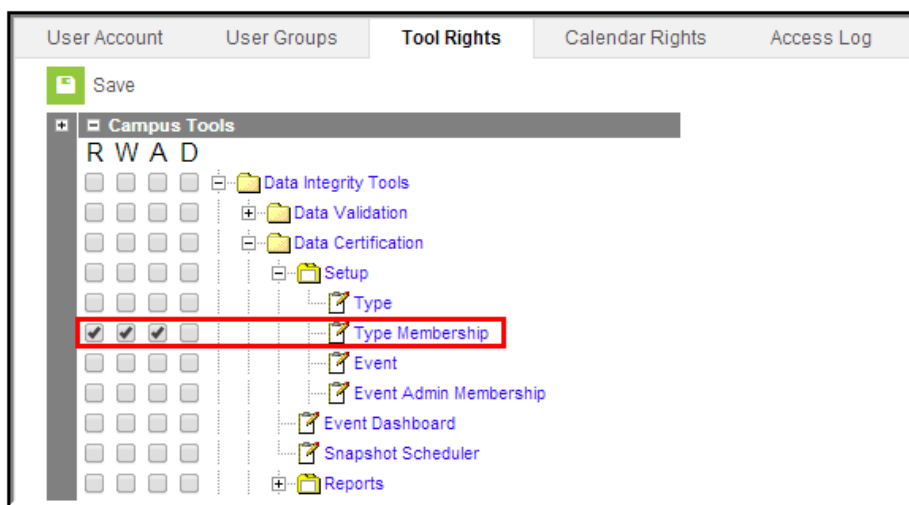 User Account User Groups Tool Rights Calendar Rights Access Log
Save
Campus Tools
R W A D
Data Integrity Tools
Data Validation
Data Certification
Setup
Type
Type Membership
Event
Event Admin Membership
Event Dashboard
Snapshot Scheduler
Reports